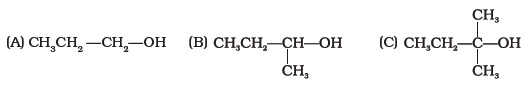 CH₃
(A) CH₃CH₂—CH₂—OH (B) CH₃CH₂—CH—OH (C) CH₃CH₂—C—OH
CH₃ CH₃